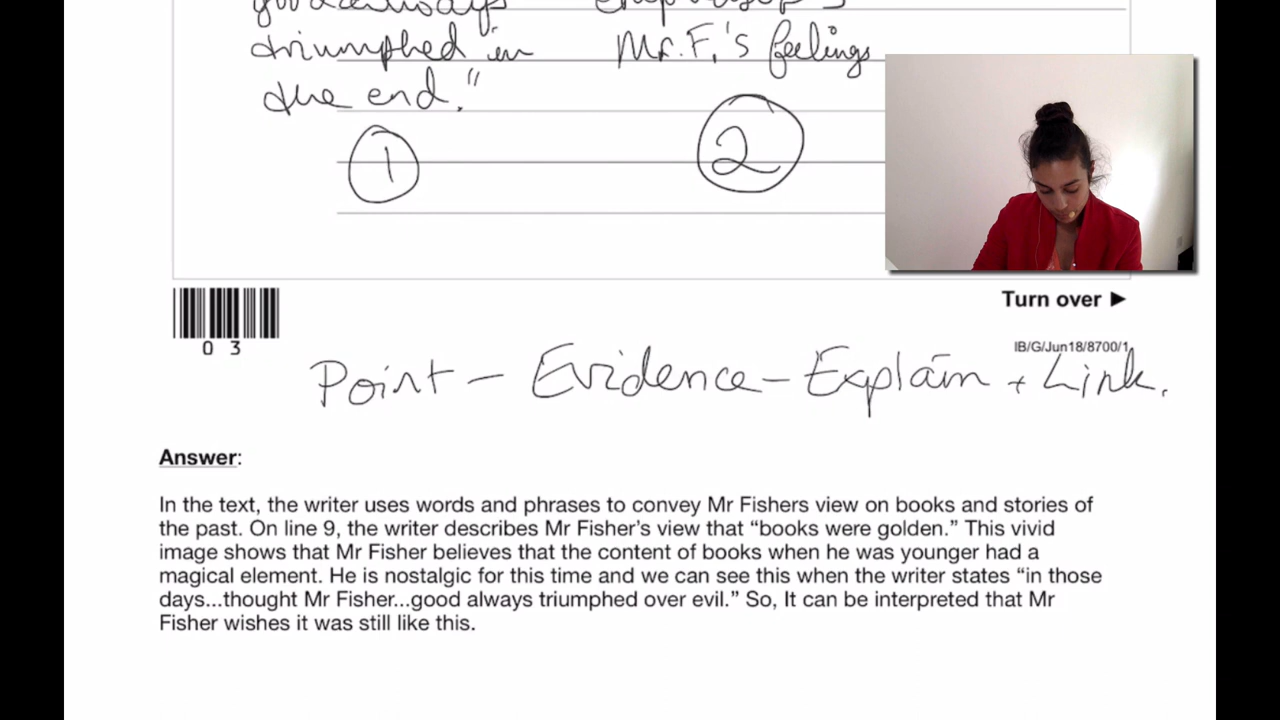 triumphed in
Mr. F.'s feelings
the end."
1
2
Turn over ►
0 3
IB/G/Jun18/8700/1
Point - Evidence - Explain + Link.
Answer:
In the text, the writer uses words and phrases to convey Mr Fishers view on books and stories of
the past. On line 9, the writer describes Mr Fisher's view that “books were golden.” This vivid
image shows that Mr Fisher believes that the content of books when he was younger had a
magical element. He is nostalgic for this time and we can see this when the writer states “in those
days...thought Mr Fisher...good always triumphed over evil.” So, It can be interpreted that Mr
Fisher wishes it was still like this.